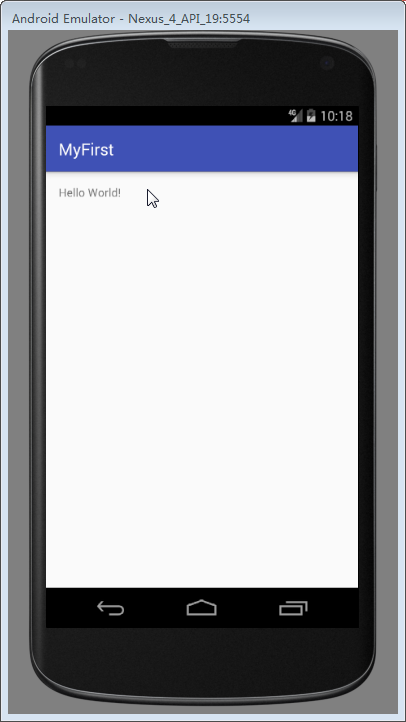 Android Emulator - Nexus_4_API_19:5554
4G 10:18
MyFirst
Hello World!